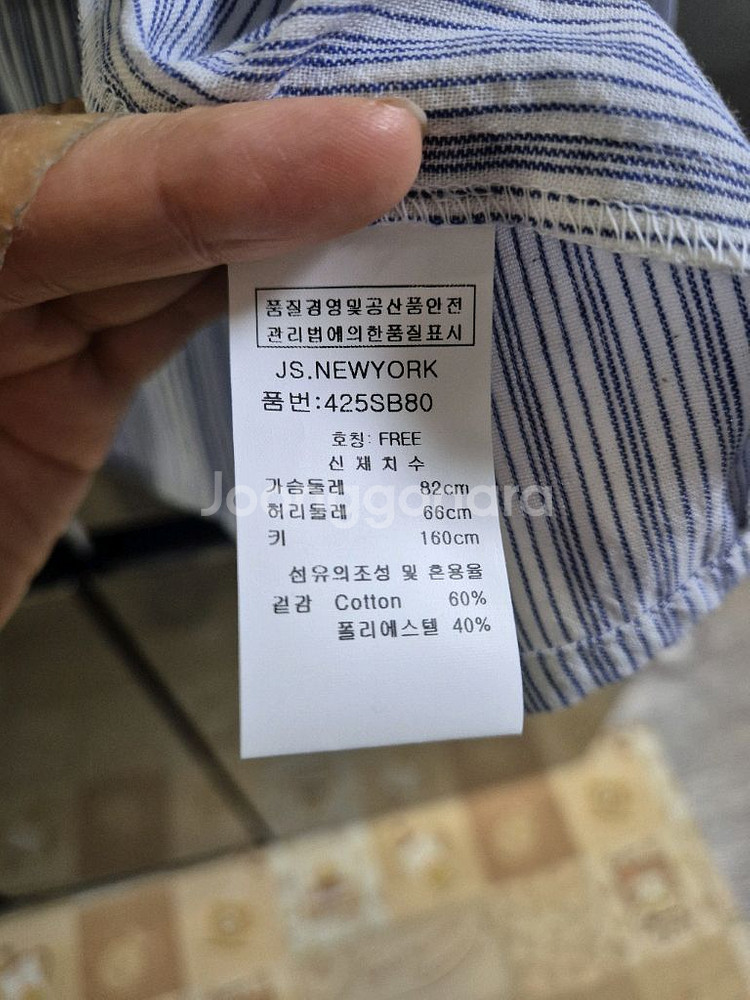 품질경영및공산품안전
관리법에의한품질표시
JS.NEWYORK
품번:425SB80
호칭: FREE
신체치수
가슴둘레 82cm
허리둘레 66cm
키 160cm
섬유의조성 및 혼용율
겉감 Cotton 60%
폴리에스텔 40%
Joonggonara